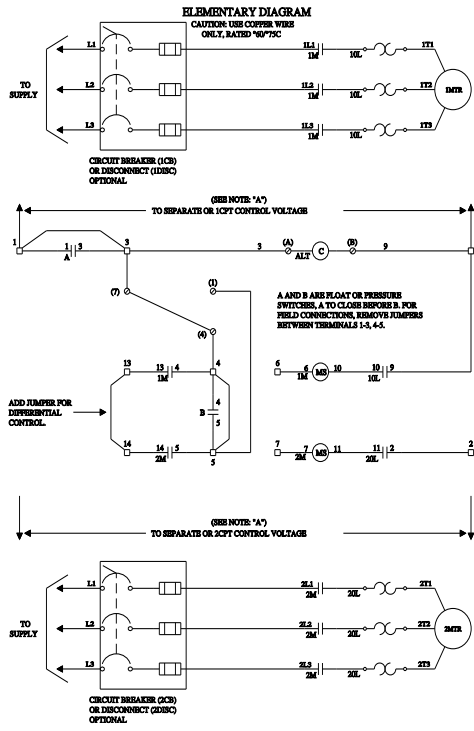 ELEMENTARY DIAGRAM
CAUTION: USE COPPER WIRE
ONLY, RATED "60/"75C
L1
1L1
1M
10L
1T1
TO
SUPPLY
L2
1L2
1M
10L
1T2
1MTR
L3
1L3
1M
10L
1T3
CIRCUIT BREAKER (1CB)
OR DISCONNECT (1DISC)
OPTIONAL
(SEE NOTE: "A")
TO SEPARATE OR 1CPT CONTROL VOLTAGE
1
1 3
A
3
3
(A)
ALT
C
(B)
9
(7)
(1)
(4)
A AND B ARE FLOAT OR PRESSURE
SWITCHES, A TO CLOSE BEFORE B. FOR
FIELD CONNECTIONS, REMOVE JUMPERS
BETWEEN TERMINALS 1-3, 4-5.
13
13 4
1M
4
6
6
1M
MS
10
10 9
10L
ADD JUMPER FOR
DIFFERENTIAL
CONTROL.
4
B
5
14
14 5
2M
5
7
7
2M
MS
11
11 2
20L
2
(SEE NOTE: "A")
TO SEPARATE OR 2CPT CONTROL VOLTAGE
L1
2L1
2M
20L
2T1
TO
SUPPLY
L2
2L2
2M
20L
2T2
2MTR
L3
2L3
2M
20L
2T3
CIRCUIT BREAKER (2CB)
OR DISCONNECT (2DISC)
OPTIONAL